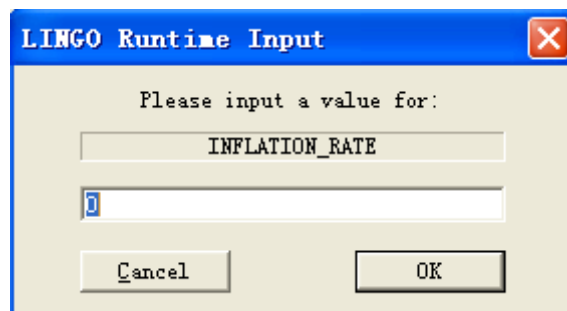 LINGO Runtime Input
Please input a value for:
INFLATION_RATE
0
Cancel OK